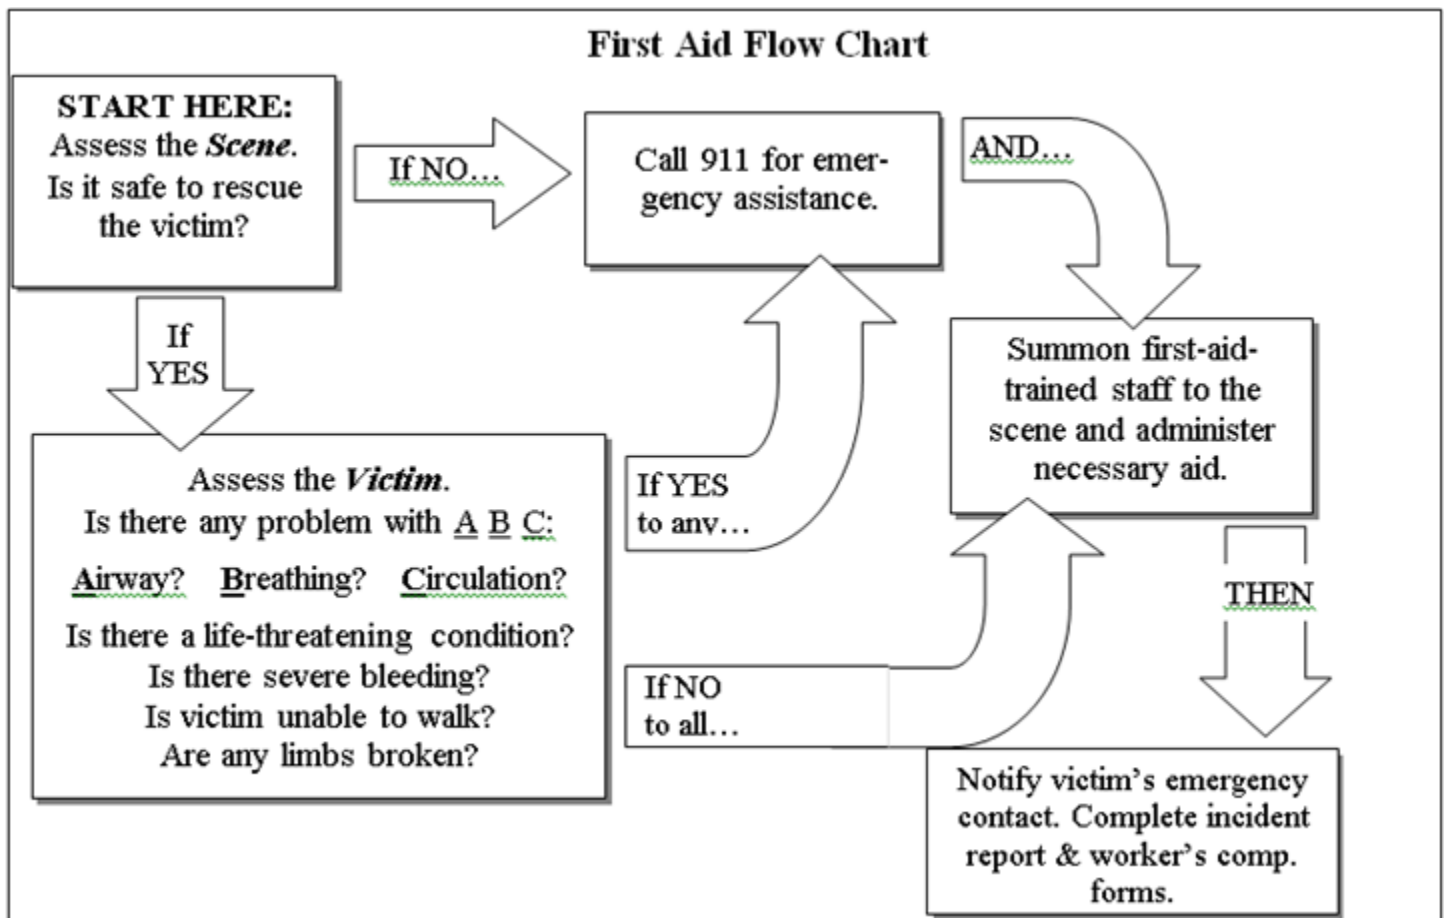 First Aid Flow Chart
START HERE:
Assess the Scene.
Is it safe to rescue
the victim?
If NO…
Call 911 for emer-
gency assistance.
AND…
If
YES
Summon first-aid-
trained staff to the
scene and administer
necessary aid.
Assess the Victim.
Is there any problem with A B C:
Airway? Breathing? Circulation?
Is there a life-threatening condition?
Is there severe bleeding?
Is victim unable to walk?
Are any limbs broken?
If YES
to any…
If NO
to all…
THEN
Notify victim’s emergency
contact. Complete incident
report & worker’s comp.
forms.